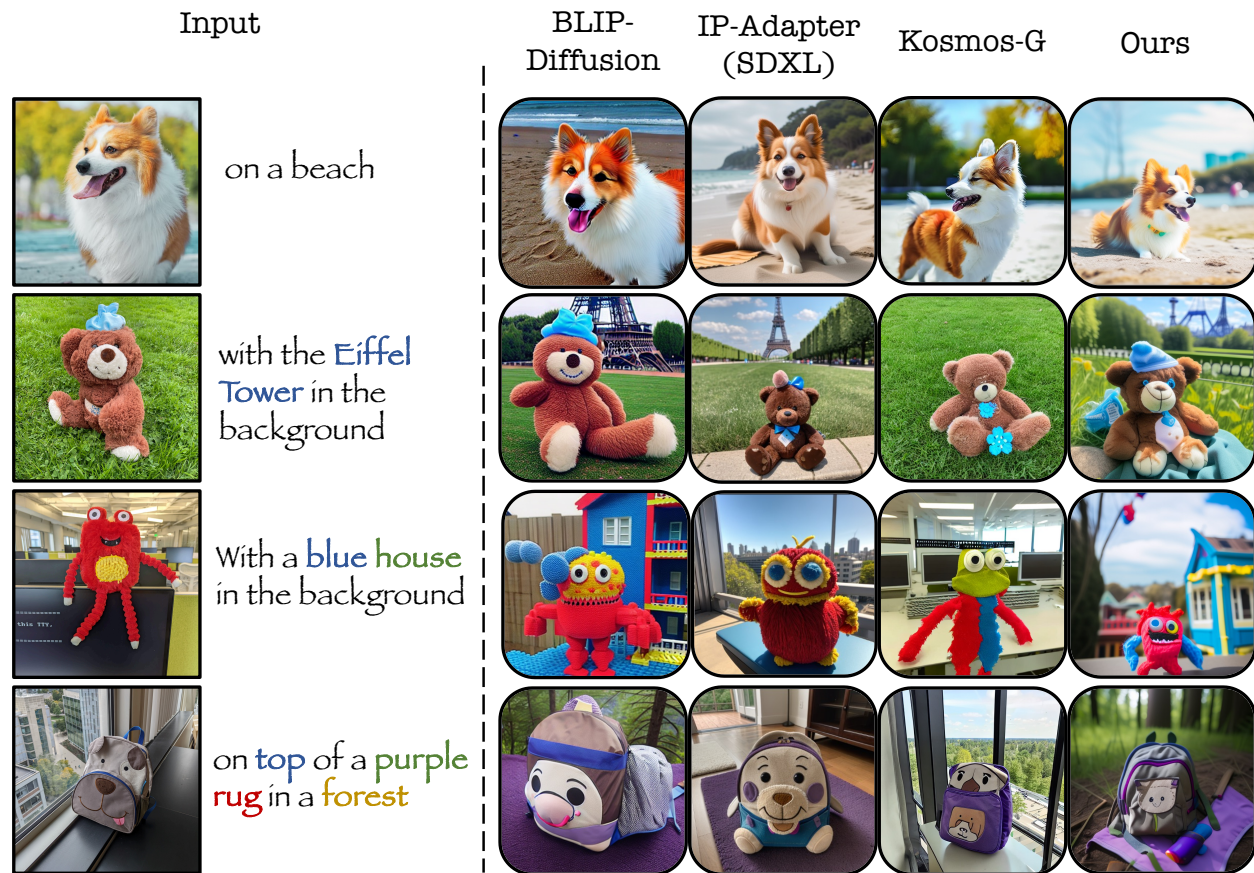 Input
BLIP-
Diffusion
IP-Adapter
(SDXL)
Kosmos-G
Ours
on a beach
with the Eiffel
Tower in the
background
With a blue house
in the background
this TTY.
on top of a purple
rug in a forest